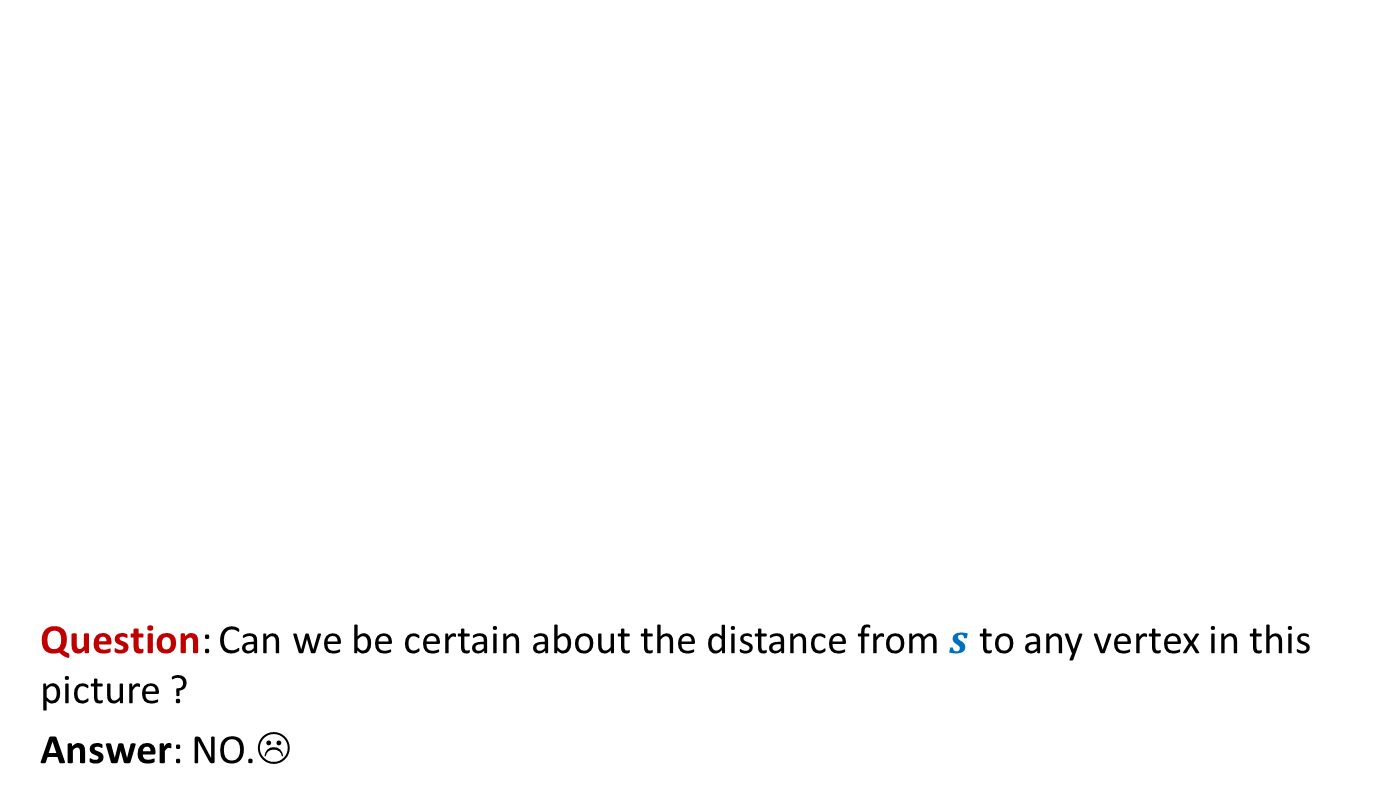 Question: Can we be certain about the distance from s to any vertex in this
picture ?
Answer: NO.☹